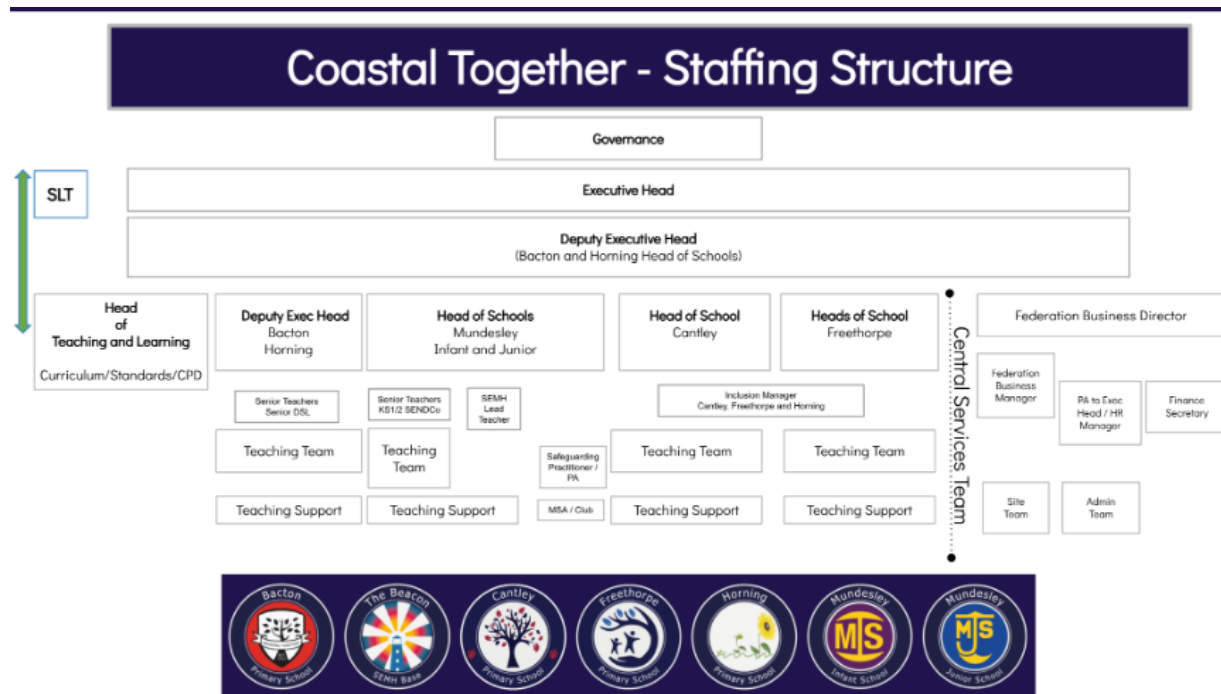 Coastal Together - Staffing Structure
Governance
SLT
Executive Head
Deputy Executive Head
(Bacton and Horning Head of Schools)
Head
of
Teaching and Learning
Curriculum/Standards/CPD
Deputy Exec Head
Bacton
Horning
Head of Schools
Mundesley
Infant and Junior
Head of School
Cantley
Heads of School
Freethorpe
Central Services Team
Federation Business Director
Senior Teachers
Senior DSL
Senior Teachers
KS1/2 SENDCo
SEMH
Lead
Teacher
Inclusion Manager
Cantley, Freethorpe and Horning
Federation
Business
Manager
PA to Exec
Head / HR
Manager
Finance
Secretary
Teaching Team
Teaching
Team
Safeguarding
Practitioner /
PA
Teaching Team
Teaching Team
Teaching Support
Teaching Support
MSA / Club
Teaching Support
Teaching Support
Site
Team
Admin
Team
Bacton
Primary School
The Beacon
SEMH Base
Cantley
Primary School
Freethorpe
Primary School
Horning
Primary School
Mundesley
MIS
Infant School
Mundesley
MJS
Junior School